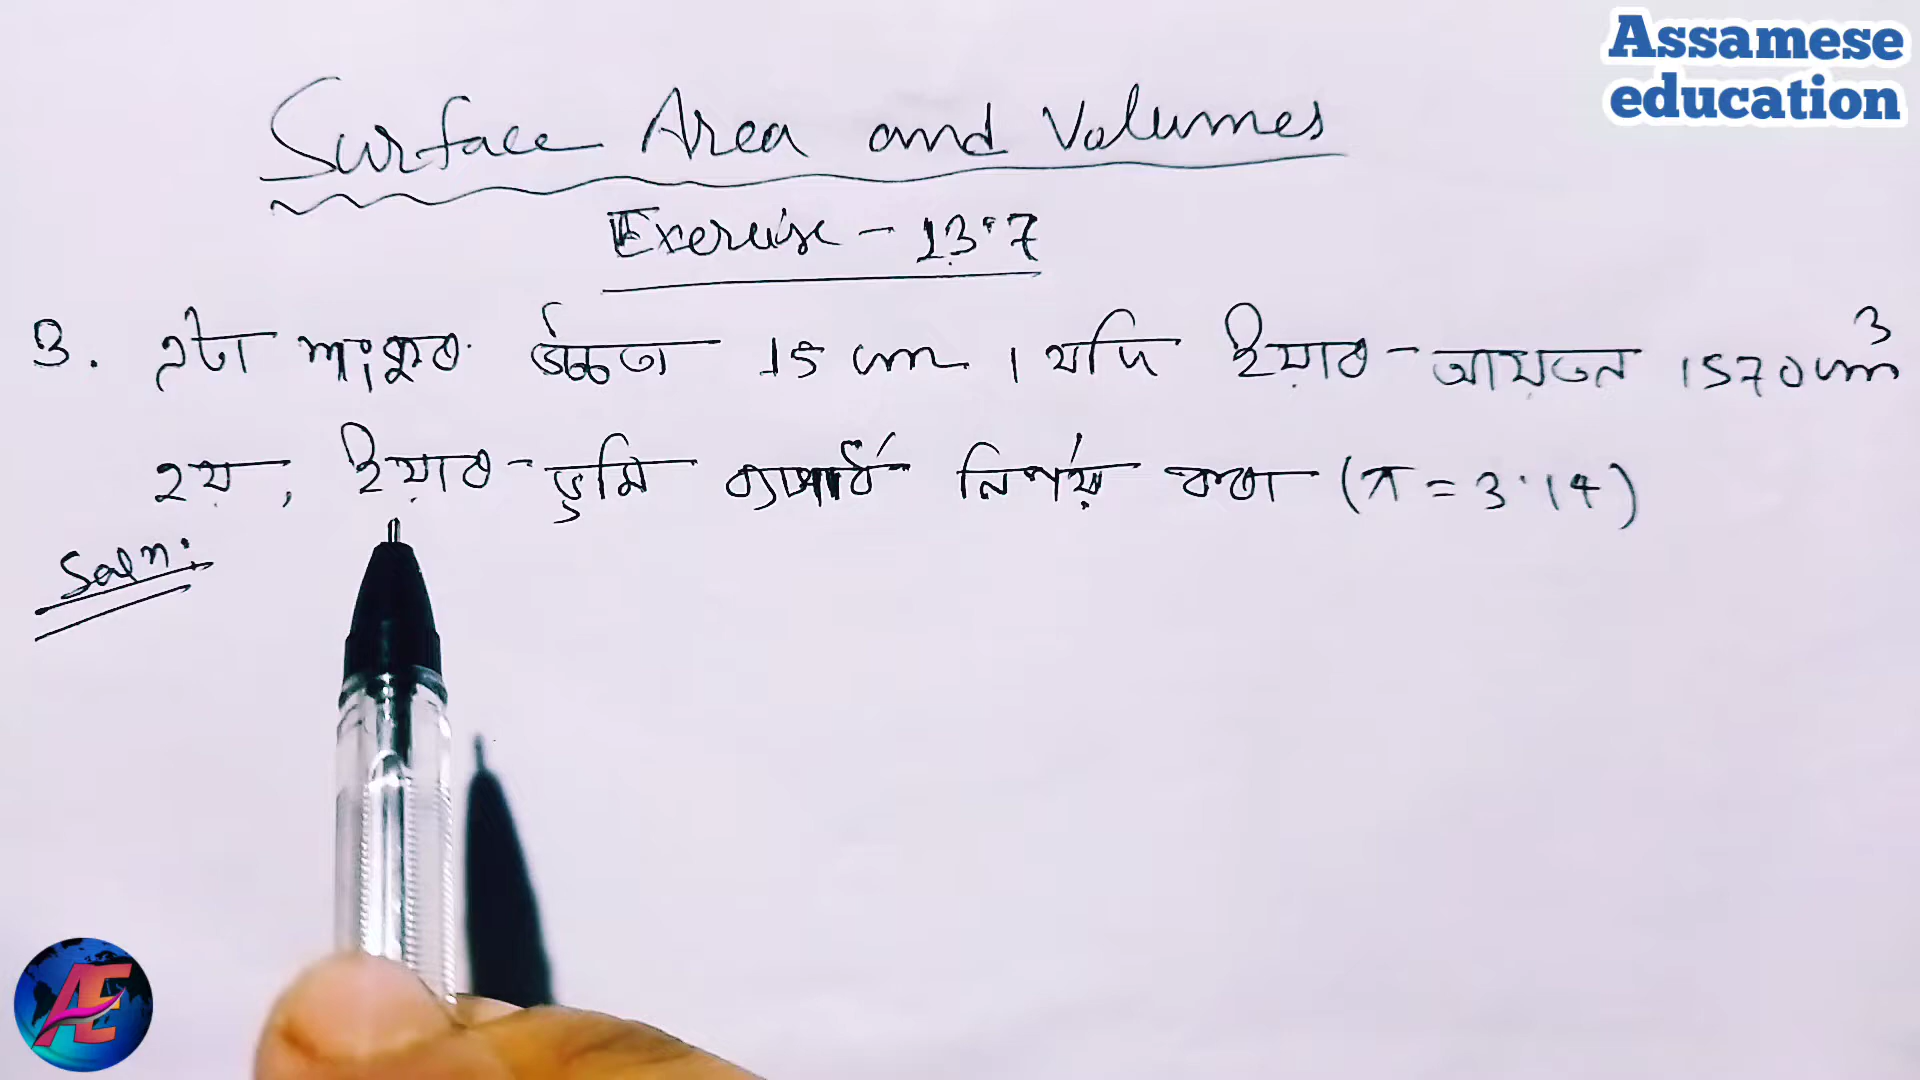 Assamese
education
Surface Area and Volumes
Exercise - 13.7
3. এটা শংকুৰ উচ্চতা 15 cm। যদি ইয়াৰ আয়তন 1570 cm³
হয়, ইয়াৰ ভূমি ব্যাসাৰ্ধ নিৰ্ণয় কৰা (π = 3.14)
Soln:
AE